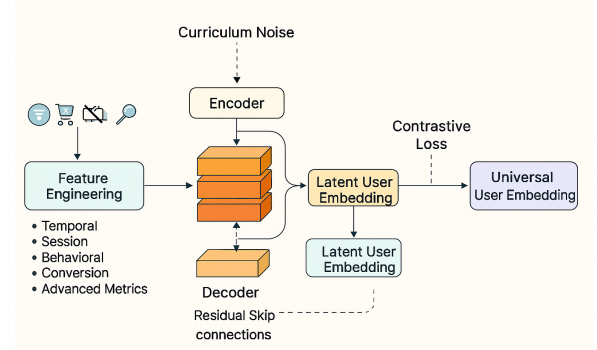 Curriculum Noise
Encoder
Feature
Engineering
• Temporal
• Session
• Behavioral
• Conversion
• Advanced Metrics
Decoder
Residual Skip
connections
Latent User
Embedding
Latent User
Embedding
Contrastive
Loss
Universal
User Embedding